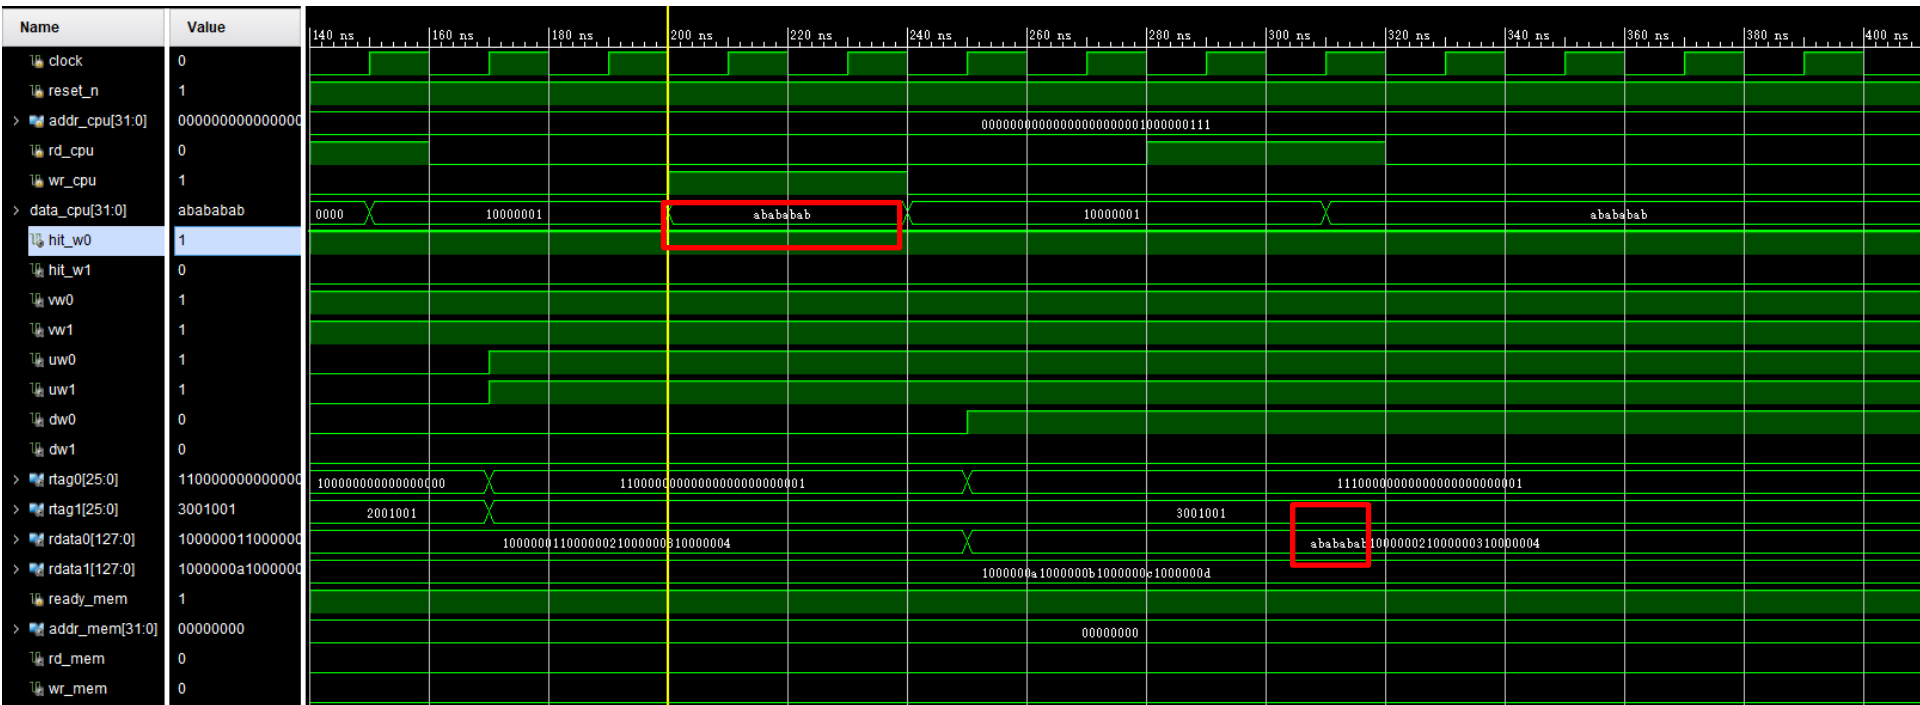 Name Value 140 ns 160 ns 180 ns 200 ns 220 ns 240 ns 260 ns 280 ns 300 ns 320 ns 340 ns 360 ns 380 ns 400 ns
clock 0
reset_n 1
addr_cpu[31:0] 000000000000000 00000000000000000000001000000111
rd_cpu 0
wr_cpu 1
data_cpu[31:0] abababab 0000 10000001 abababab 10000001 abababab
hit_w0 1
hit_w1 0
vw0 1
vw1 1
uw0 1
uw1 1
dw0 0
dw1 0
rtag0[25:0] 110000000000000 100000000000000000 11000000000000000000000001 11100000000000000000000001
rtag1[25:0] 3001001 2001001 3001001
rdata0[127:0] 100000011000000 10000001100000021000000310000004 abababab100000021000000310000004
rdata1[127:0] 1000000a1000000 1000000a1000000b1000000c1000000d
ready_mem 1
addr_mem[31:0] 00000000 00000000
rd_mem 0
wr_mem 0